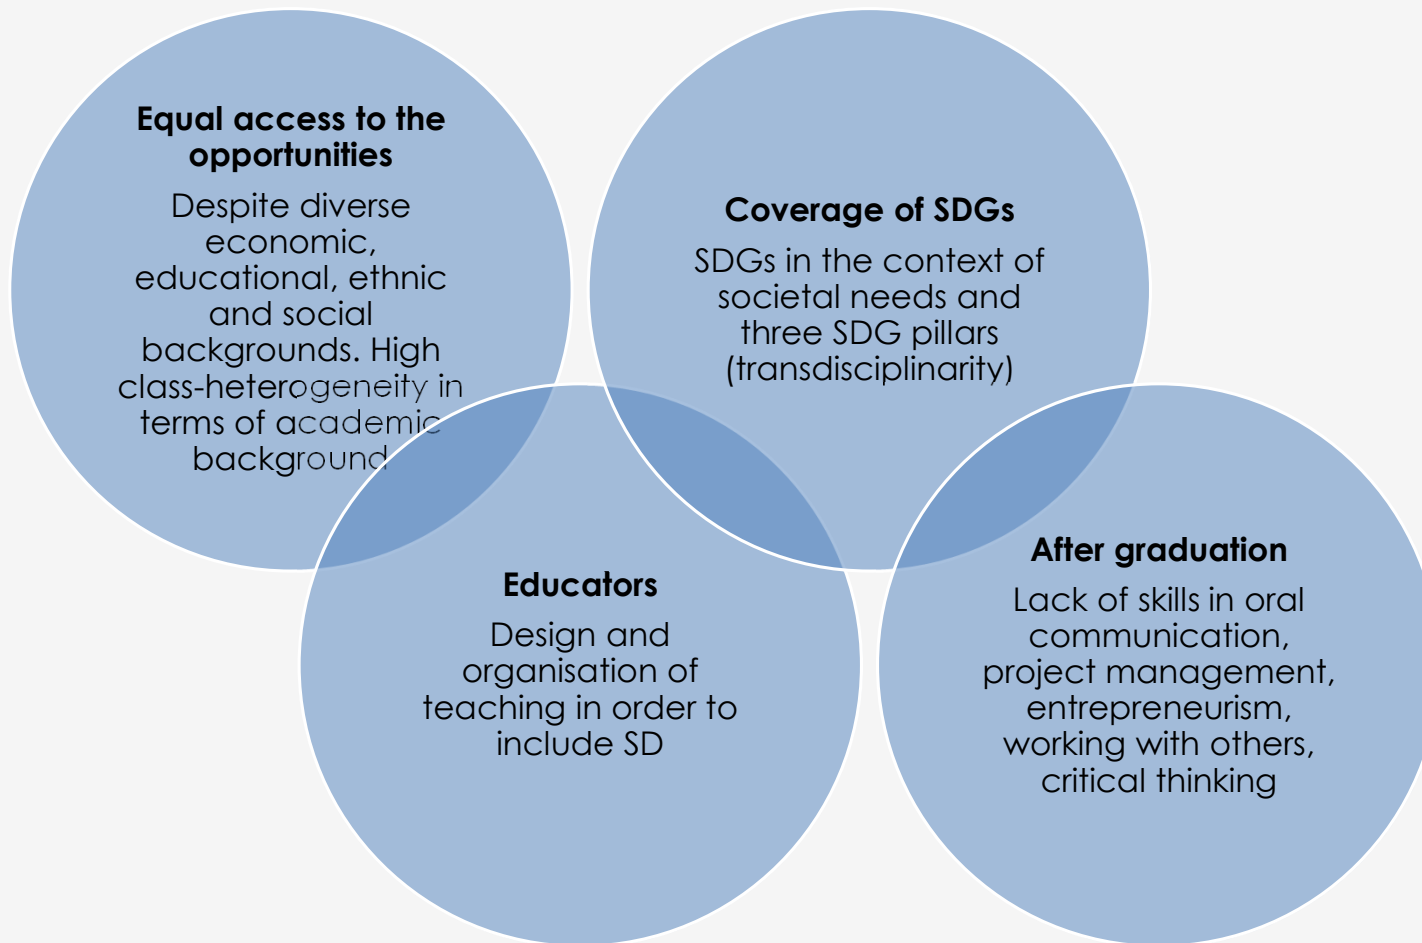 Equal access to the
opportunities
Despite diverse
economic,
educational, ethnic
and social
backgrounds. High
class-heterogeneity in
terms of academic
background
Coverage of SDGs
SDGs in the context of
societal needs and
three SDG pillars
(transdisciplinarity)
Educators
Design and
organisation of
teaching in order to
include SD
After graduation
Lack of skills in oral
communication,
project management,
entrepreneurism,
working with others,
critical thinking